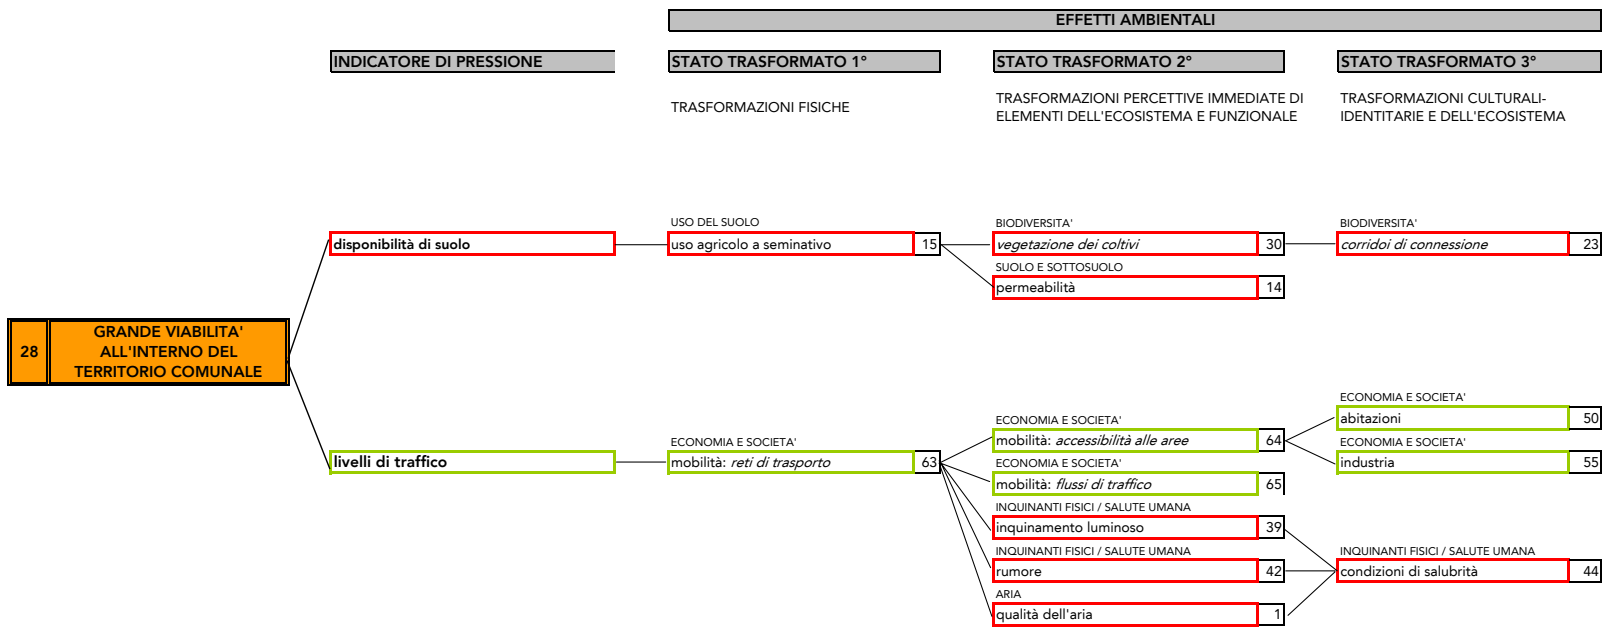 EFFETTI AMBIENTALI
INDICATORE DI PRESSIONE
STATO TRASFORMATO 1°
STATO TRASFORMATO 2°
STATO TRASFORMATO 3°
TRASFORMAZIONI FISICHE
TRASFORMAZIONI PERCETTIVE IMMEDIATE DI
ELEMENTI DELL'ECOSISTEMA E FUNZIONALE
TRASFORMAZIONI CULTURALI-
IDENTITARIE E DELL'ECOSISTEMA
USO DEL SUOLO
BIODIVERSITA'
BIODIVERSITA'
disponibilità di suolo
uso agricolo a seminativo 15
vegetazione dei coltivi 30
corridoi di connessione 23
SUOLO E SOTTOSUOLO
permeabilità 14
28
GRANDE VIABILITA'
ALL'INTERNO DEL
TERRITORIO COMUNALE
ECONOMIA E SOCIETA'
abitazioni 50
ECONOMIA E SOCIETA'
mobilità: accessibilità alle aree 64
ECONOMIA E SOCIETA'
ECONOMIA E SOCIETA'
livelli di traffico
mobilità: reti di trasporto 63
ECONOMIA E SOCIETA'
industria 55
mobilità: flussi di traffico 65
INQUINANTI FISICI / SALUTE UMANA
inquinamento luminoso 39
INQUINANTI FISICI / SALUTE UMANA
INQUINANTI FISICI / SALUTE UMANA
rumore 42
condizioni di salubrità 44
ARIA
qualità dell'aria 1